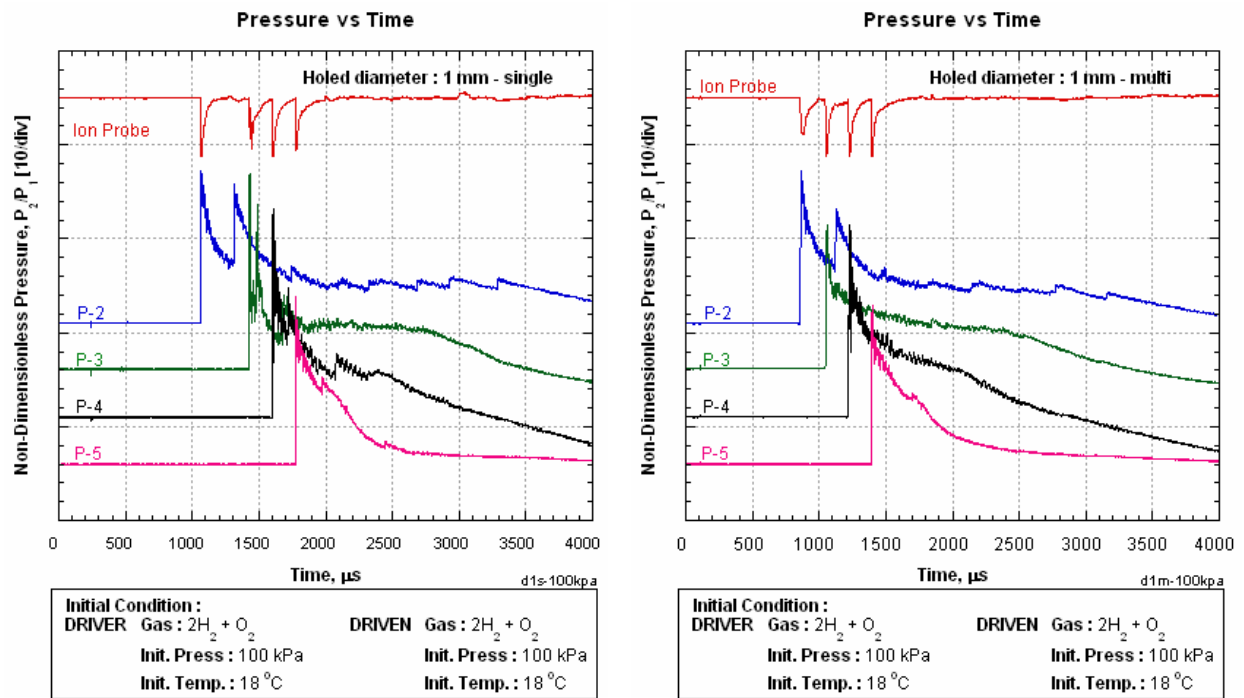 Pressure vs Time
Holed diameter : 1 mm - single
Ion Probe
P-2
P-3
P-4
P-5
Non-Dimensionless Pressure, P2/P1 [10/div]
0 500 1000 1500 2000 2500 3000 3500 4000
Time, μs
d1s-100kpa
Initial Condition :
DRIVER Gas : 2H2 + O2 DRIVEN Gas : 2H2 + O2
Init. Press : 100 kPa Init. Press : 100 kPa
Init. Temp. : 18 °C Init. Temp. : 18 °C
Pressure vs Time
Holed diameter : 1 mm - multi
Ion Probe
P-2
P-3
P-4
P-5
Non-Dimensionless Pressure, P2/P1 [10/div]
0 500 1000 1500 2000 2500 3000 3500 4000
Time, μs
d1m-100kpa
Initial Condition :
DRIVER Gas : 2H2 + O2 DRIVEN Gas : 2H2 + O2
Init. Press : 100 kPa Init. Press : 100 kPa
Init. Temp. : 18 °C Init. Temp. : 18 °C